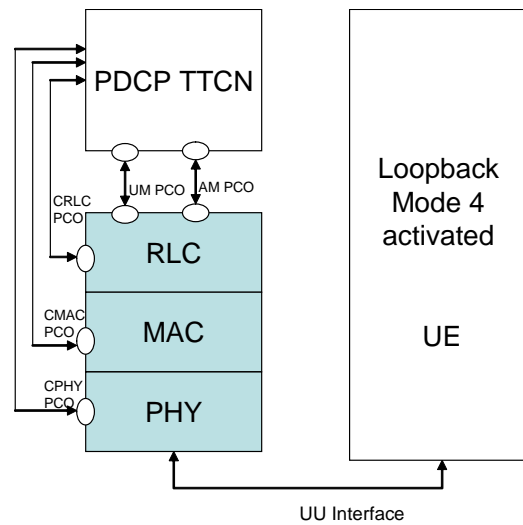 PDCP TTCN
UM PCO
AM PCO
CRLC
PCO
RLC
CMAC
PCO
MAC
CPHY
PCO
PHY
Loopback
Mode 4
activated
UE
UU Interface